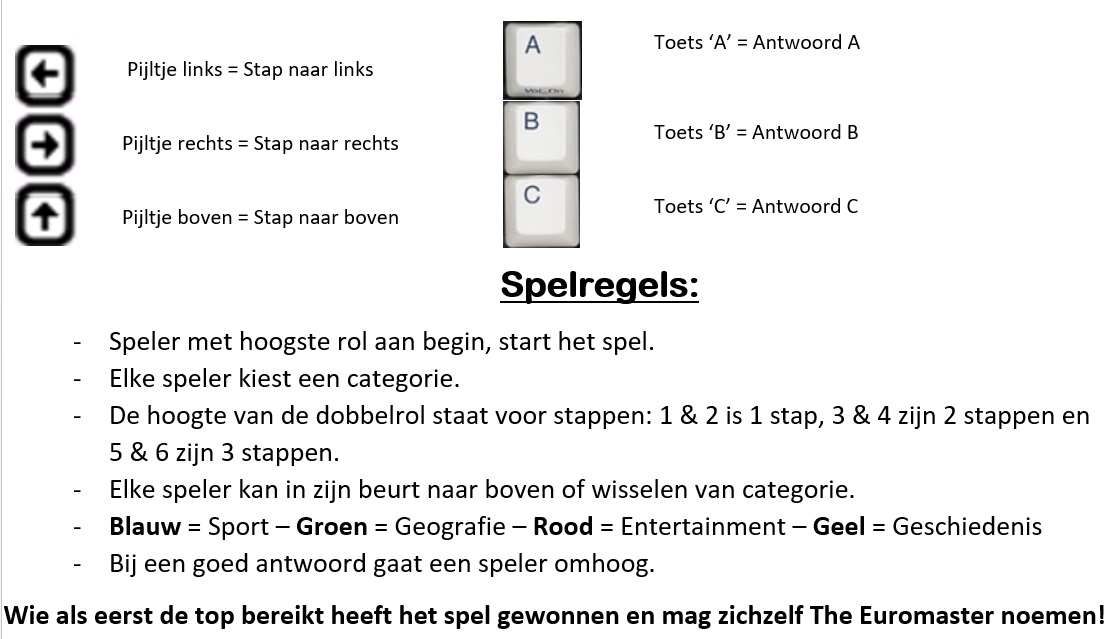 Pijltje links = Stap naar links
Pijltje rechts = Stap naar rechts
Pijltje boven = Stap naar boven
A
B
C
Toets ‘A’ = Antwoord A
Toets ‘B’ = Antwoord B
Toets ‘C’ = Antwoord C
Spelregels:
- Speler met hoogste rol aan begin, start het spel.
- Elke speler kiest een categorie.
- De hoogte van de dobbelrol staat voor stappen: 1 & 2 is 1 stap, 3 & 4 zijn 2 stappen en
5 & 6 zijn 3 stappen.
- Elke speler kan in zijn beurt naar boven of wisselen van categorie.
- Blauw = Sport – Groen = Geografie – Rood = Entertainment – Geel = Geschiedenis
- Bij een goed antwoord gaat een speler omhoog.
Wie als eerst de top bereikt heeft het spel gewonnen en mag zichzelf The Euromaster noemen!